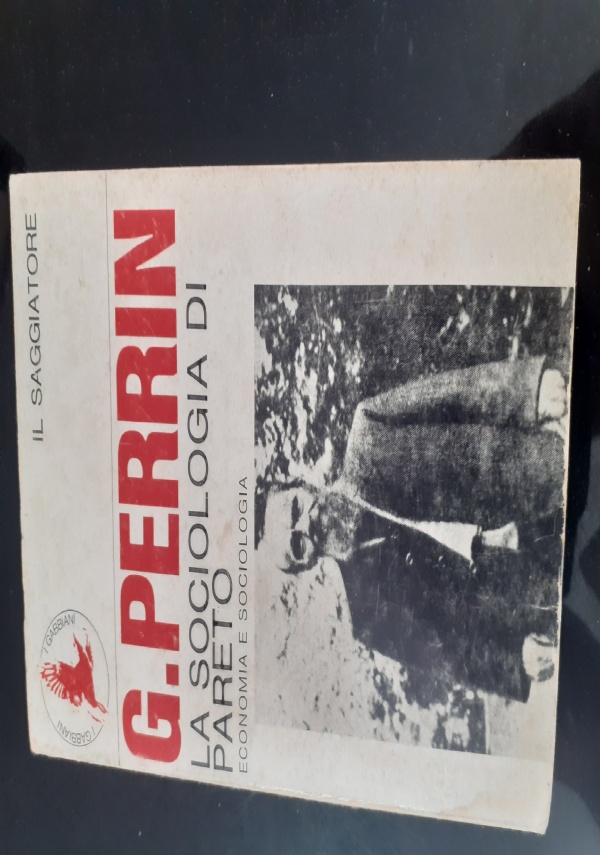 IL SAGGIATORE
I GABBIANI
I GABBIANI
G.PERRIN
LA SOCIOLOGIA DI
PARETO
ECONOMIA E SOCIOLOGIA